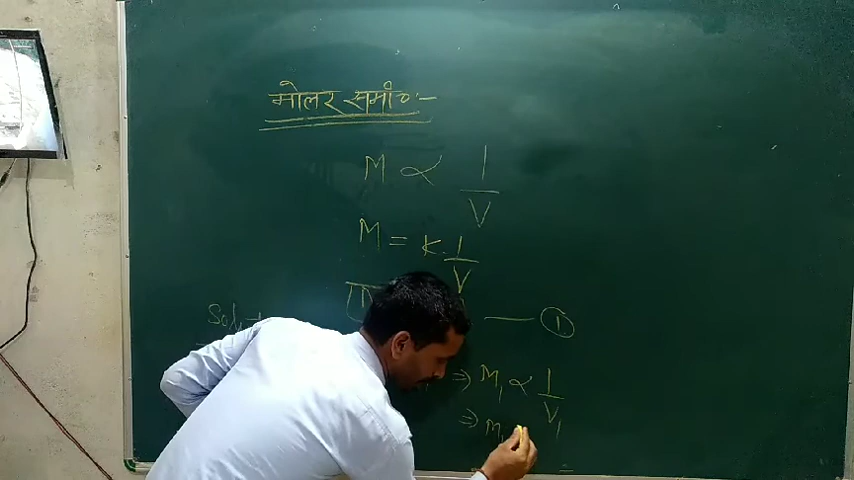 मोलर समी० :-
M ∝ 1/V
M = K. 1/V
① 
⇒ M₁ ∝ 1/V₁
⇒ M₁